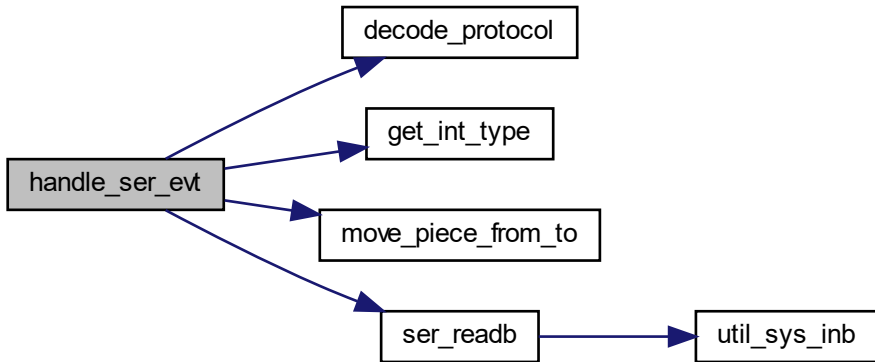 decode_protocol
get_int_type
handle_ser_evt
move_piece_from_to
ser_readb
util_sys_inb